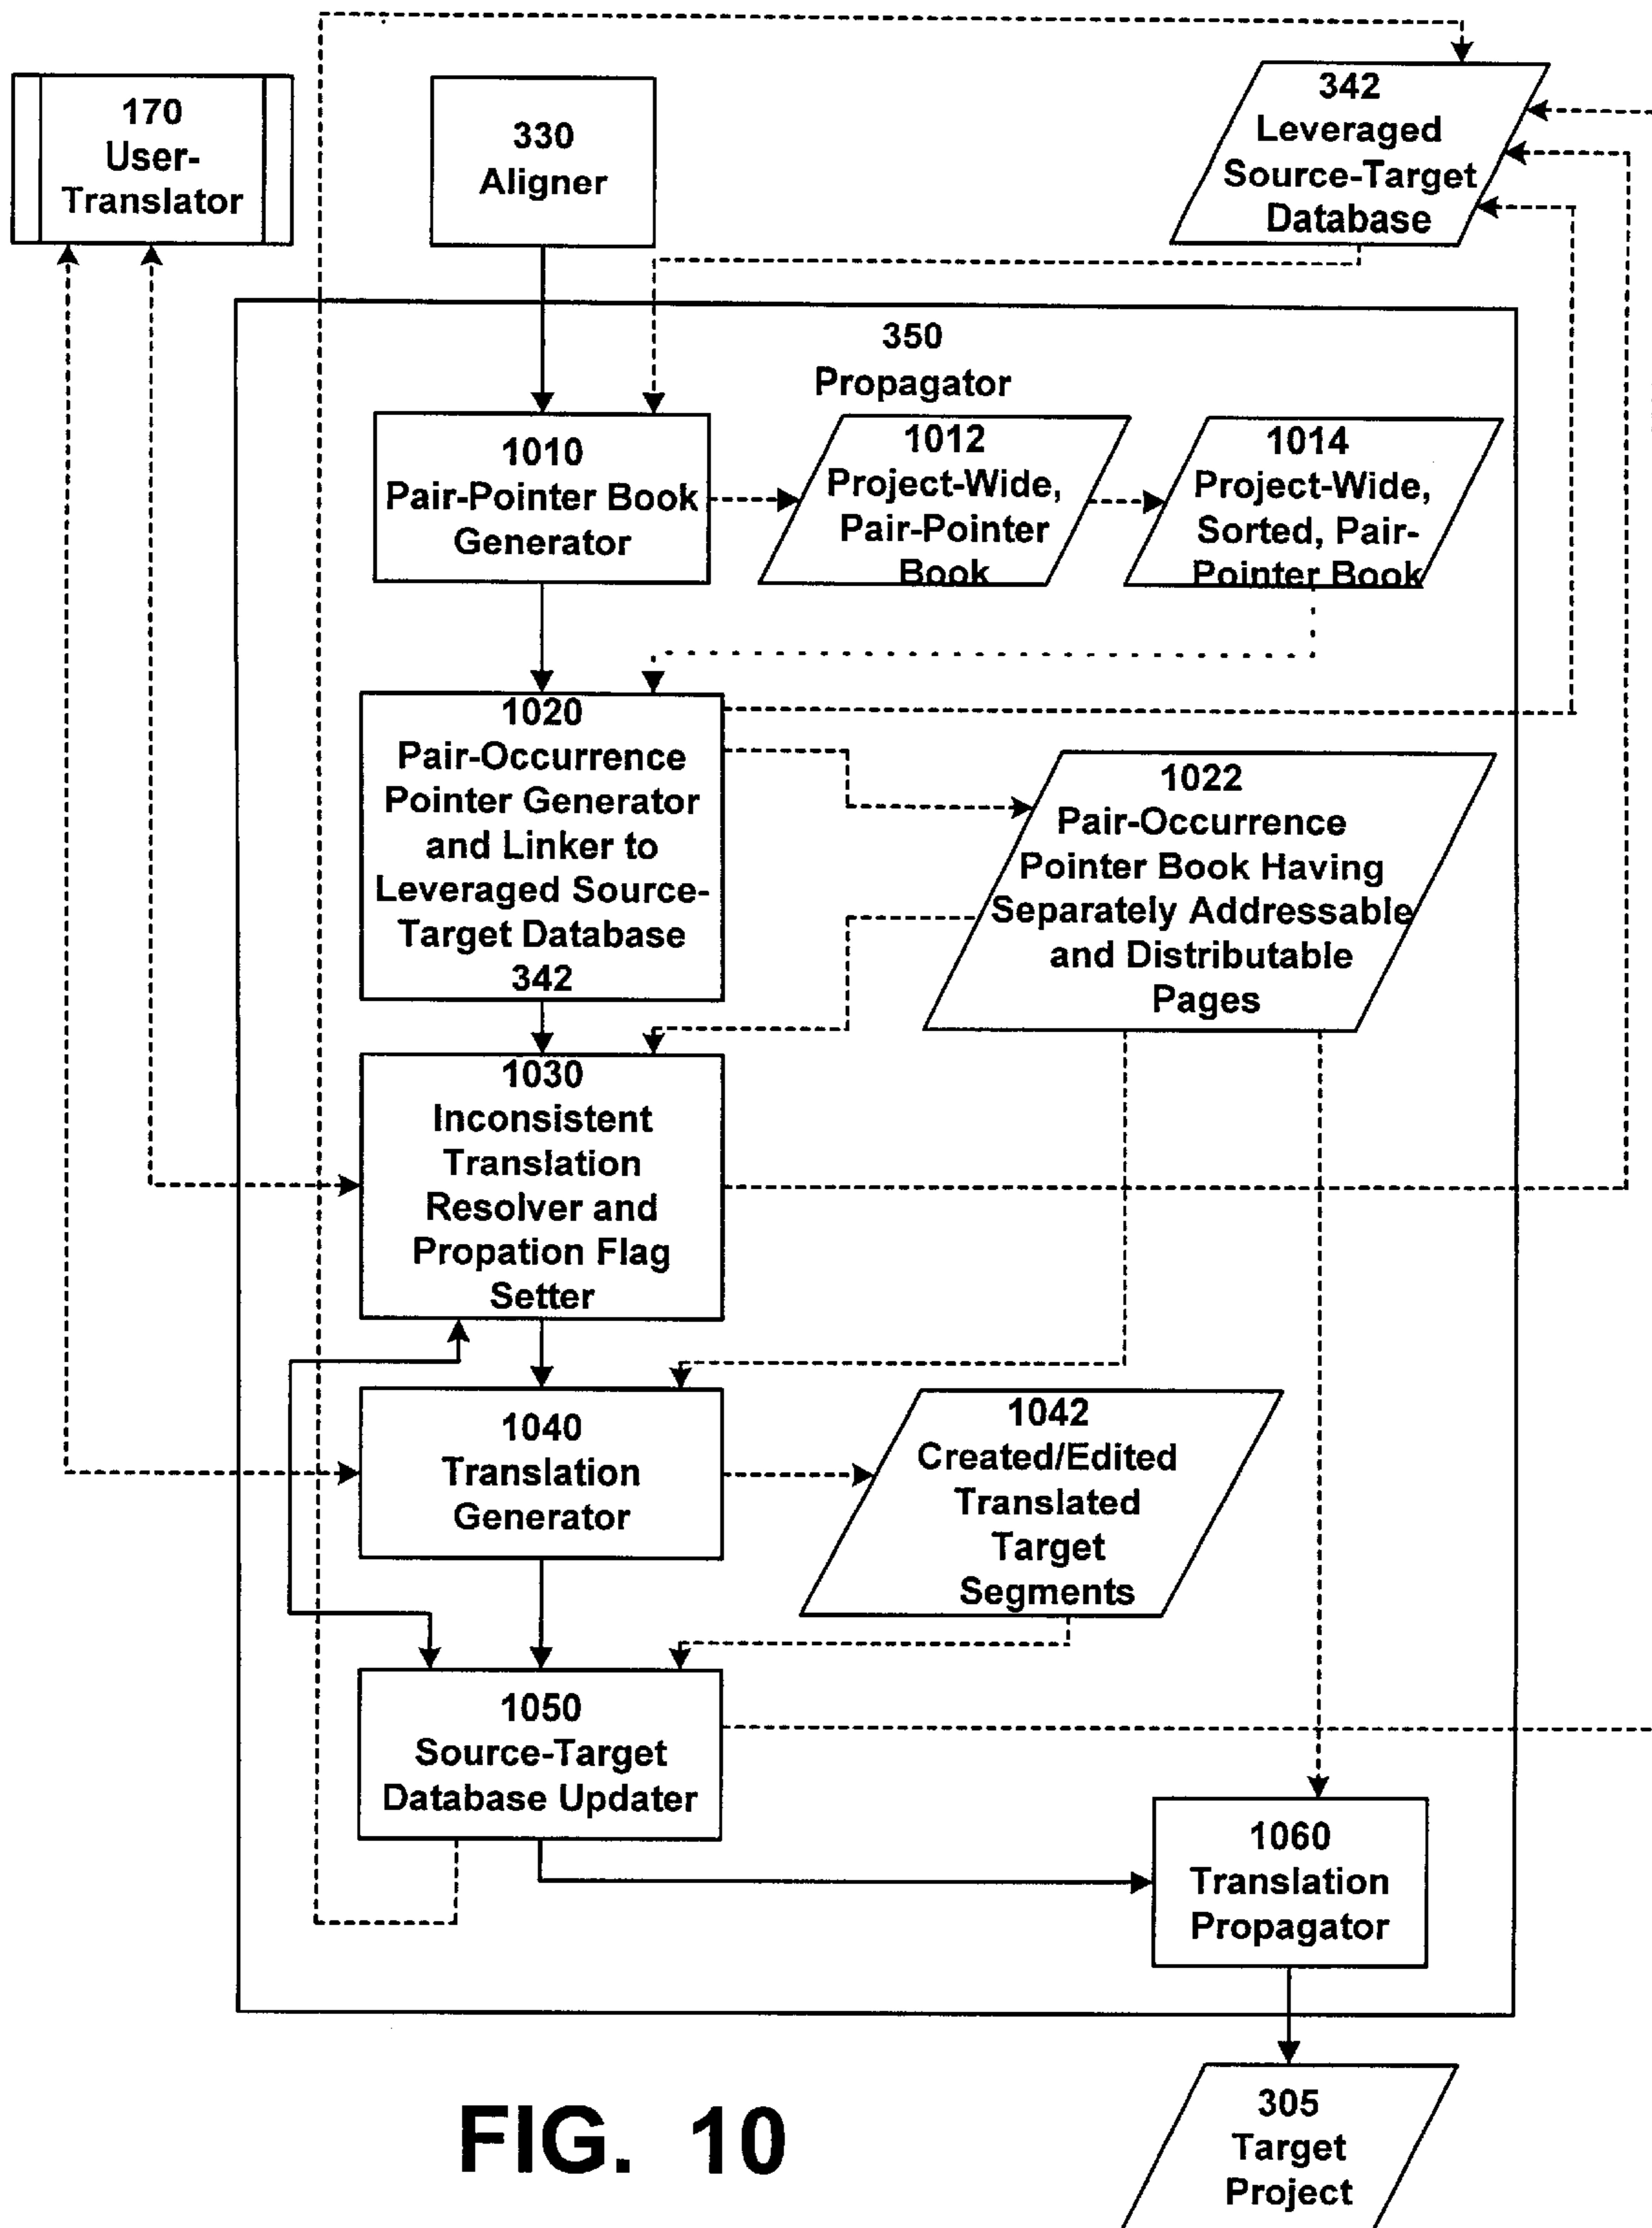 170
User-
Translator
330
Aligner
342
Leveraged
Source-Target
Database
350
Propagator
1010
Pair-Pointer Book
Generator
1012
Project-Wide,
Pair-Pointer
Book
1014
Project-Wide,
Sorted, Pair-
Pointer Book
1020
Pair-Occurrence
Pointer Generator
and Linker to
Leveraged Source-
Target Database
342
1022
Pair-Occurrence
Pointer Book Having
Separately Addressable
and Distributable
Pages
1030
Inconsistent
Translation
Resolver and
Propation Flag
Setter
1040
Translation
Generator
1042
Created/Edited
Translated
Target
Segments
1050
Source-Target
Database Updater
1060
Translation
Propagator
305
Target
Project
FIG. 10